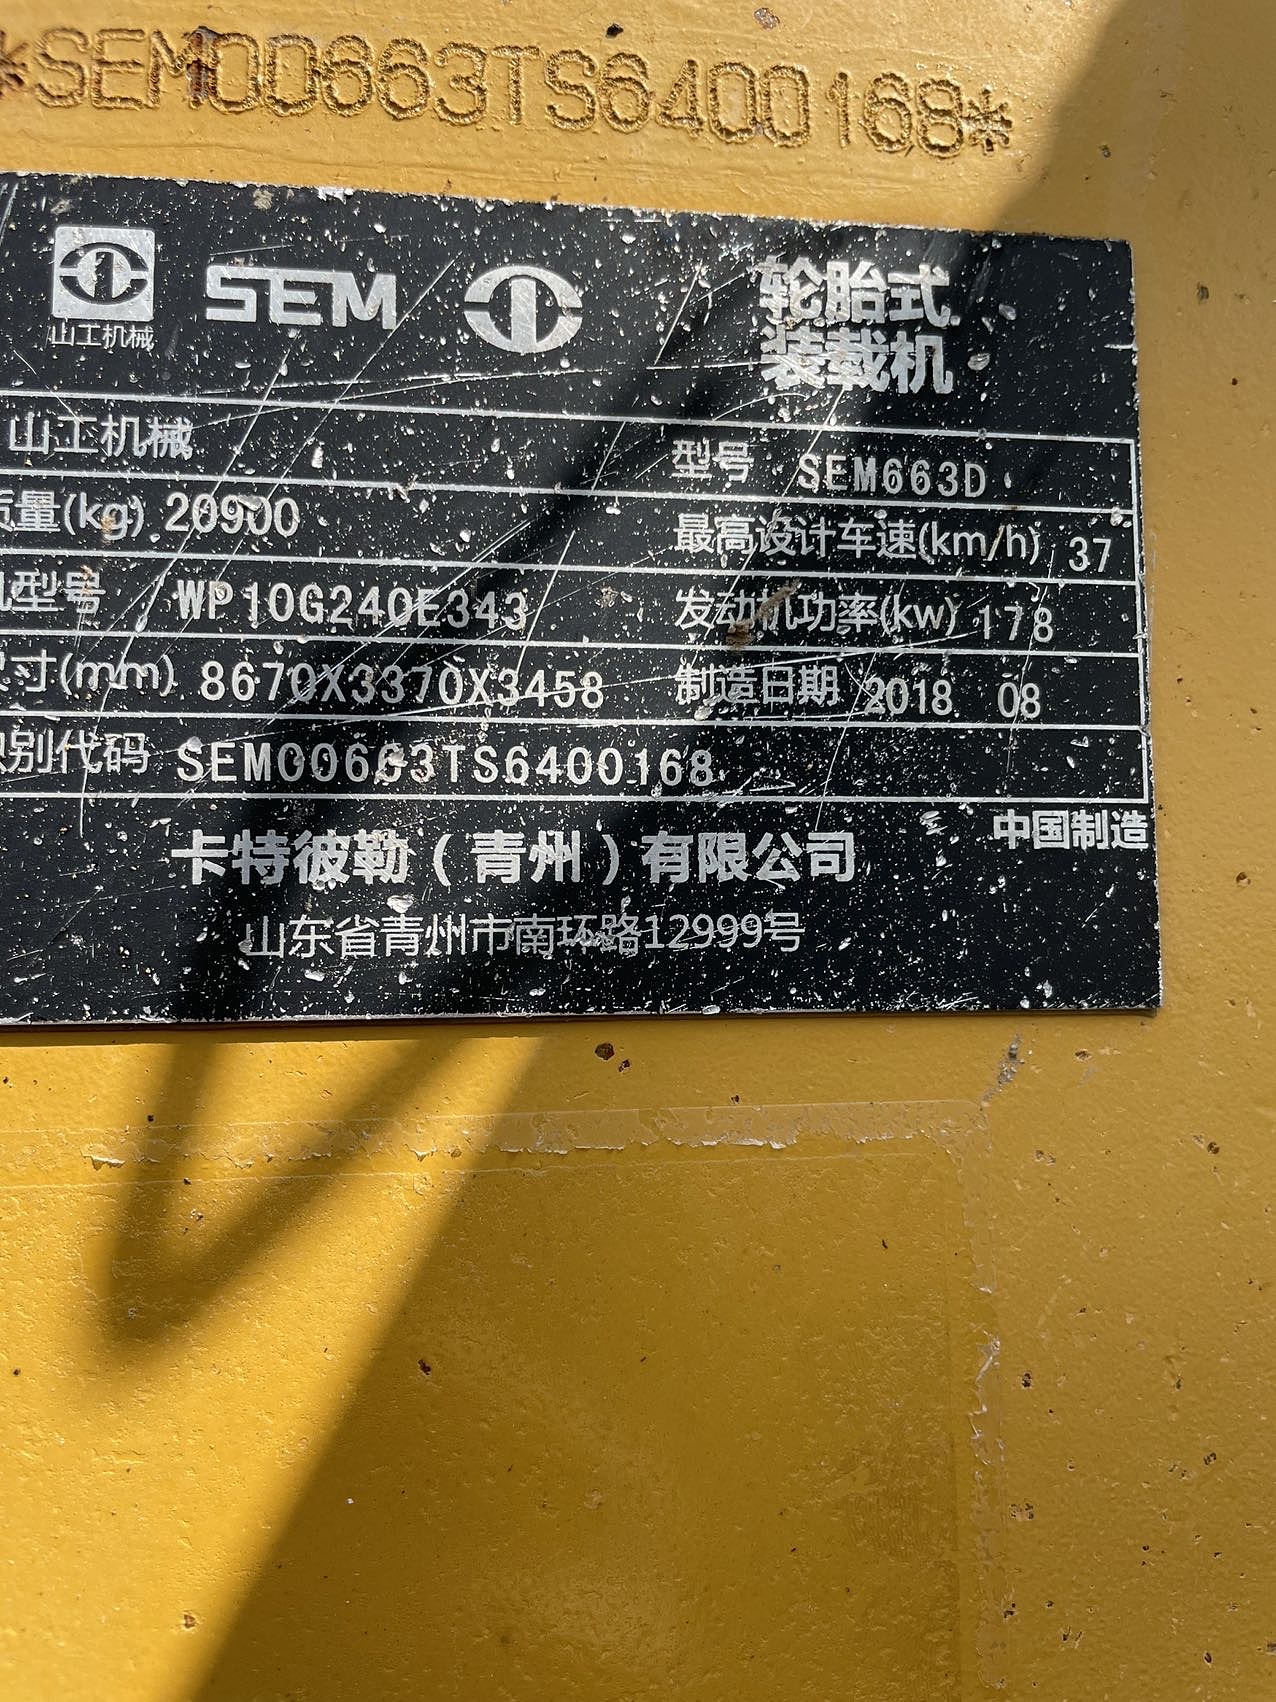 *SEM00663TS6400168*
山工机械 SEM 轮胎式
装载机
山工机械 型号 SEM663D
质量(kg) 20900 最高设计车速(km/h) 37
机型号 WP10G240E343 发动机功率(kw) 178
尺寸(mm) 8670X3370X3458 制造日期 2018 08
识别代码 SEM00663TS6400168
中国制造
卡特彼勒(青州)有限公司
山东省青州市南环路12999号